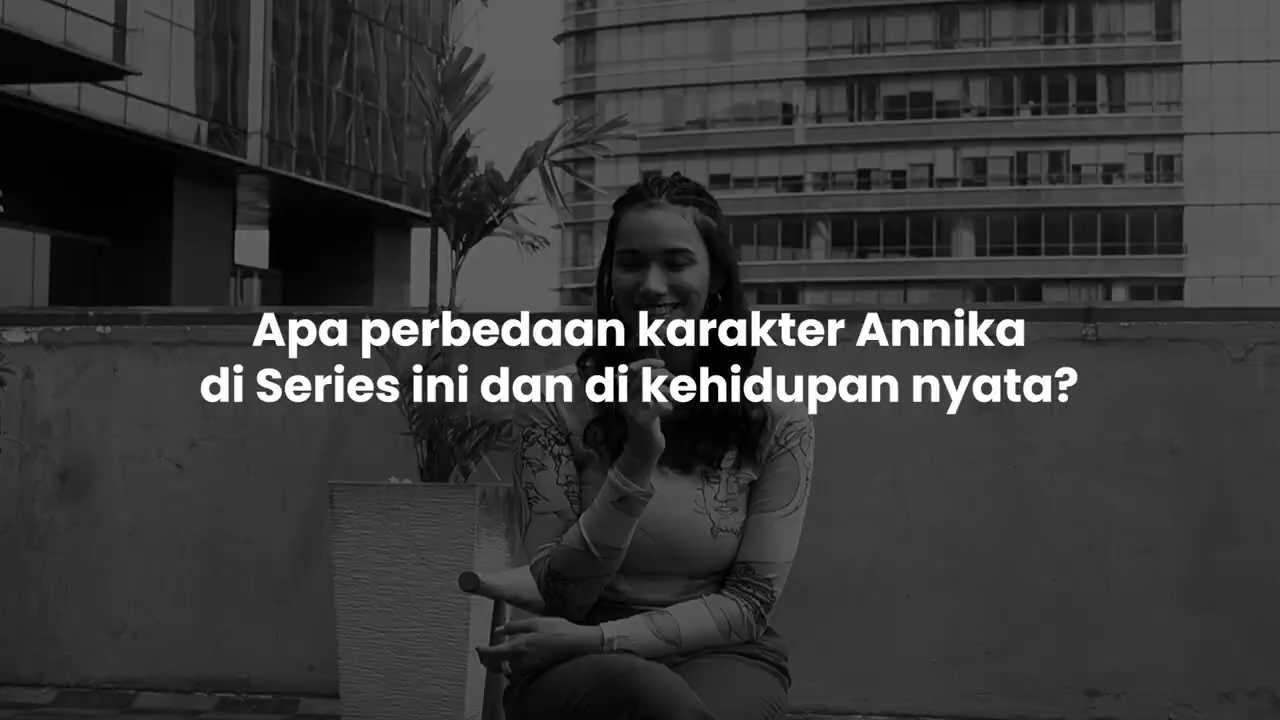 Apa perbedaan karakter Annika
di Series ini dan di kehidupan nyata?